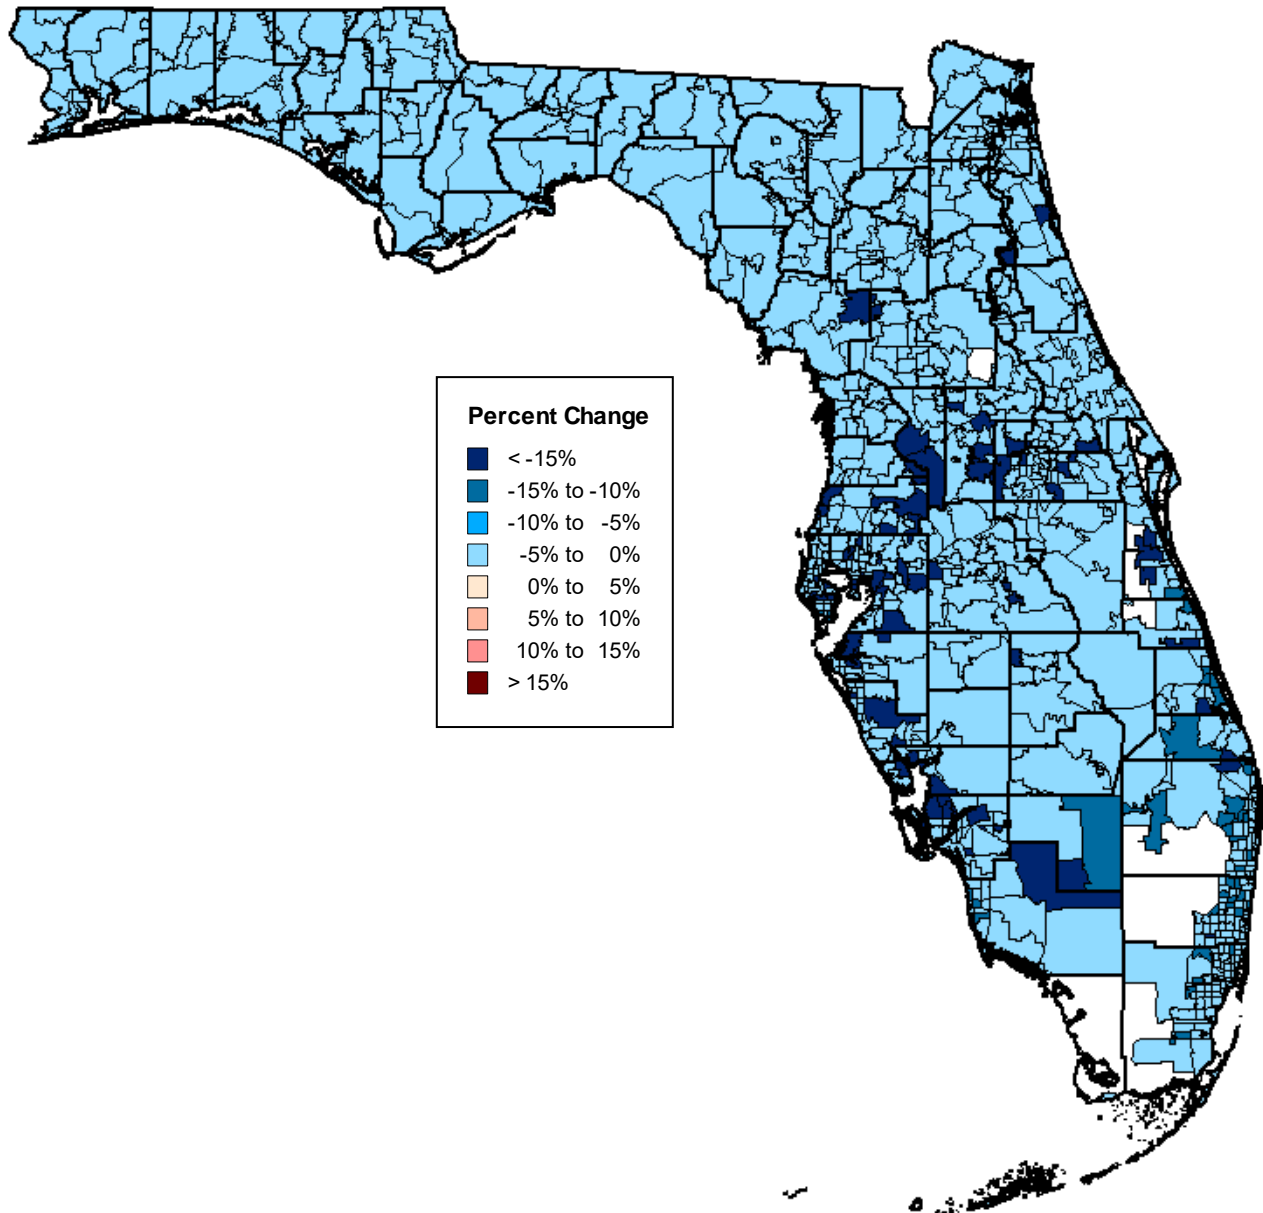 Percent Change
< -15%
-15% to -10%
-10% to -5%
-5% to 0%
0% to 5%
5% to 10%
10% to 15%
> 15%